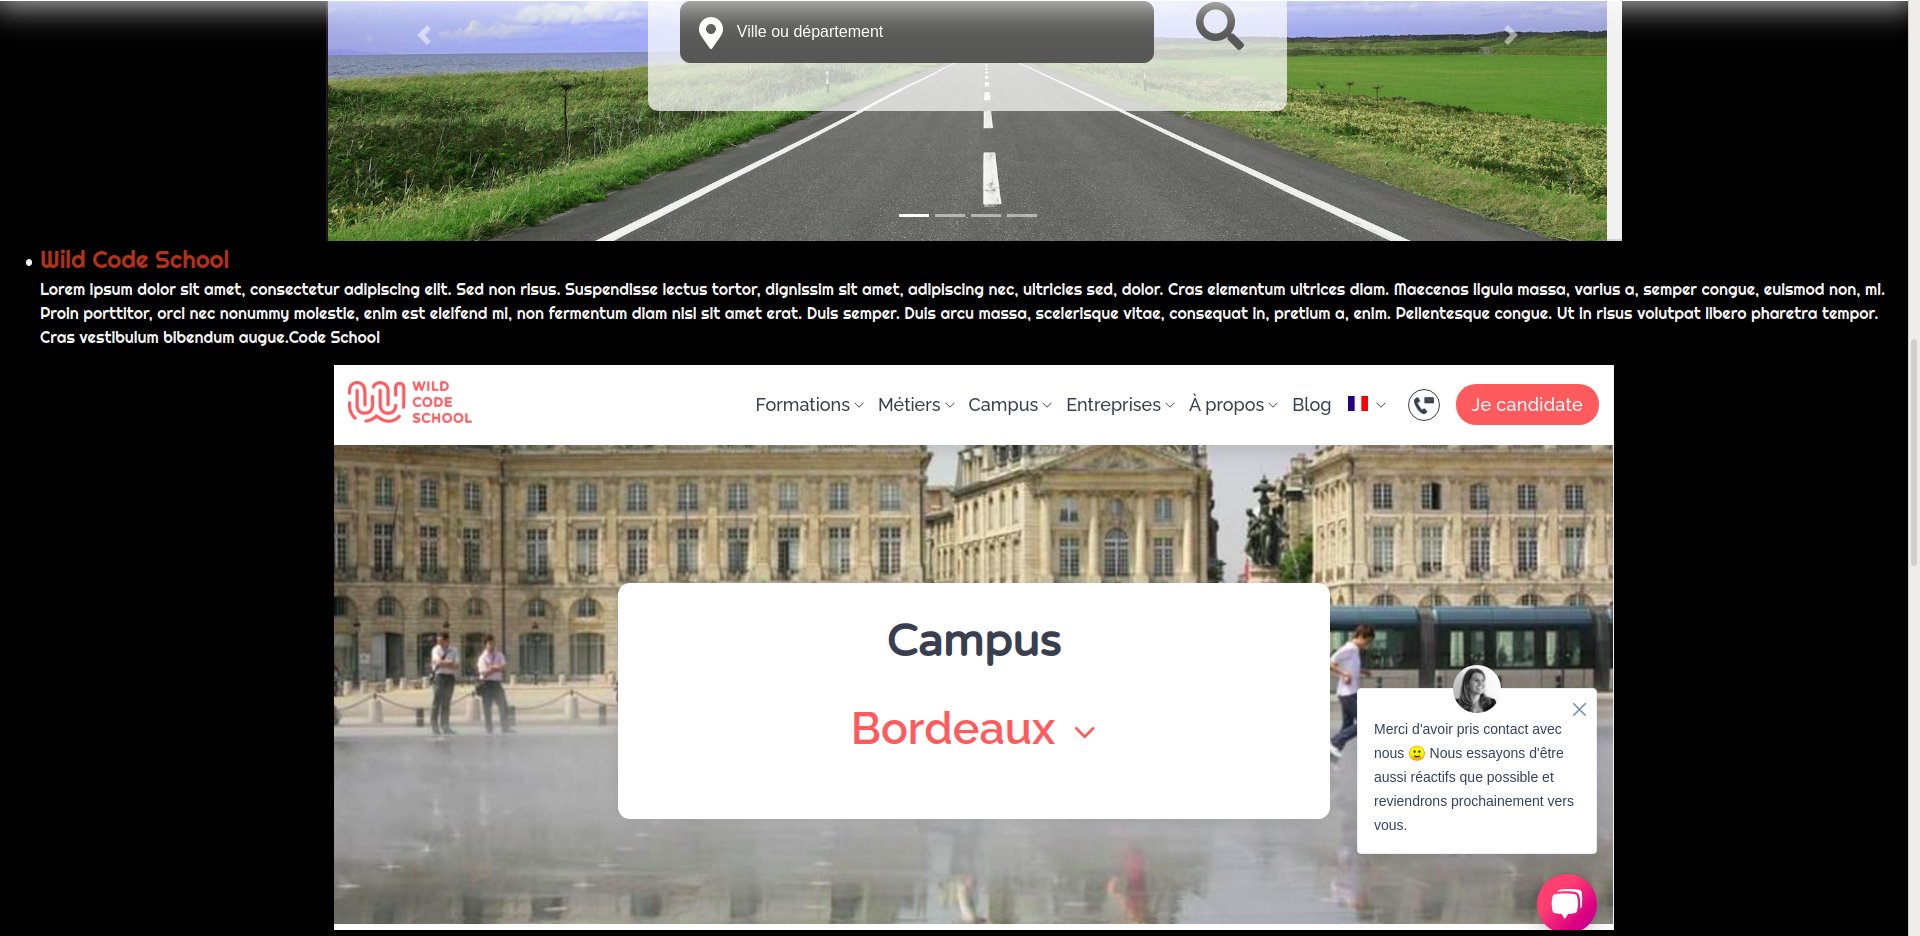 Ville ou département
Wild Code School
Lorem ipsum dolor sit amet, consectetur adipiscing elit. Sed non risus. Suspendisse lectus tortor, dignissim sit amet, adipiscing nec, ultricies sed, dolor. Cras elementum ultrices diam. Maecenas ligula massa, varius a, semper congue, euismod non, mi.
Proin porttitor, orci nec nonummy molestie, enim est eleifend mi, non fermentum diam nisl sit amet erat. Duis semper. Duis arcu massa, scelerisque vitae, consequat in, pretium a, enim. Pellentesque congue. Ut in risus volutpat libero pharetra tempor.
Cras vestibulum bibendum augue.Code School
WILD
CODE
SCHOOL
Formations Métiers Campus Entreprises À propos Blog Je candidate
Campus
Bordeaux
Merci d'avoir pris contact avec
nous 🙂 Nous essayons d'être
aussi réactifs que possible et
reviendrons prochainement vers
vous.